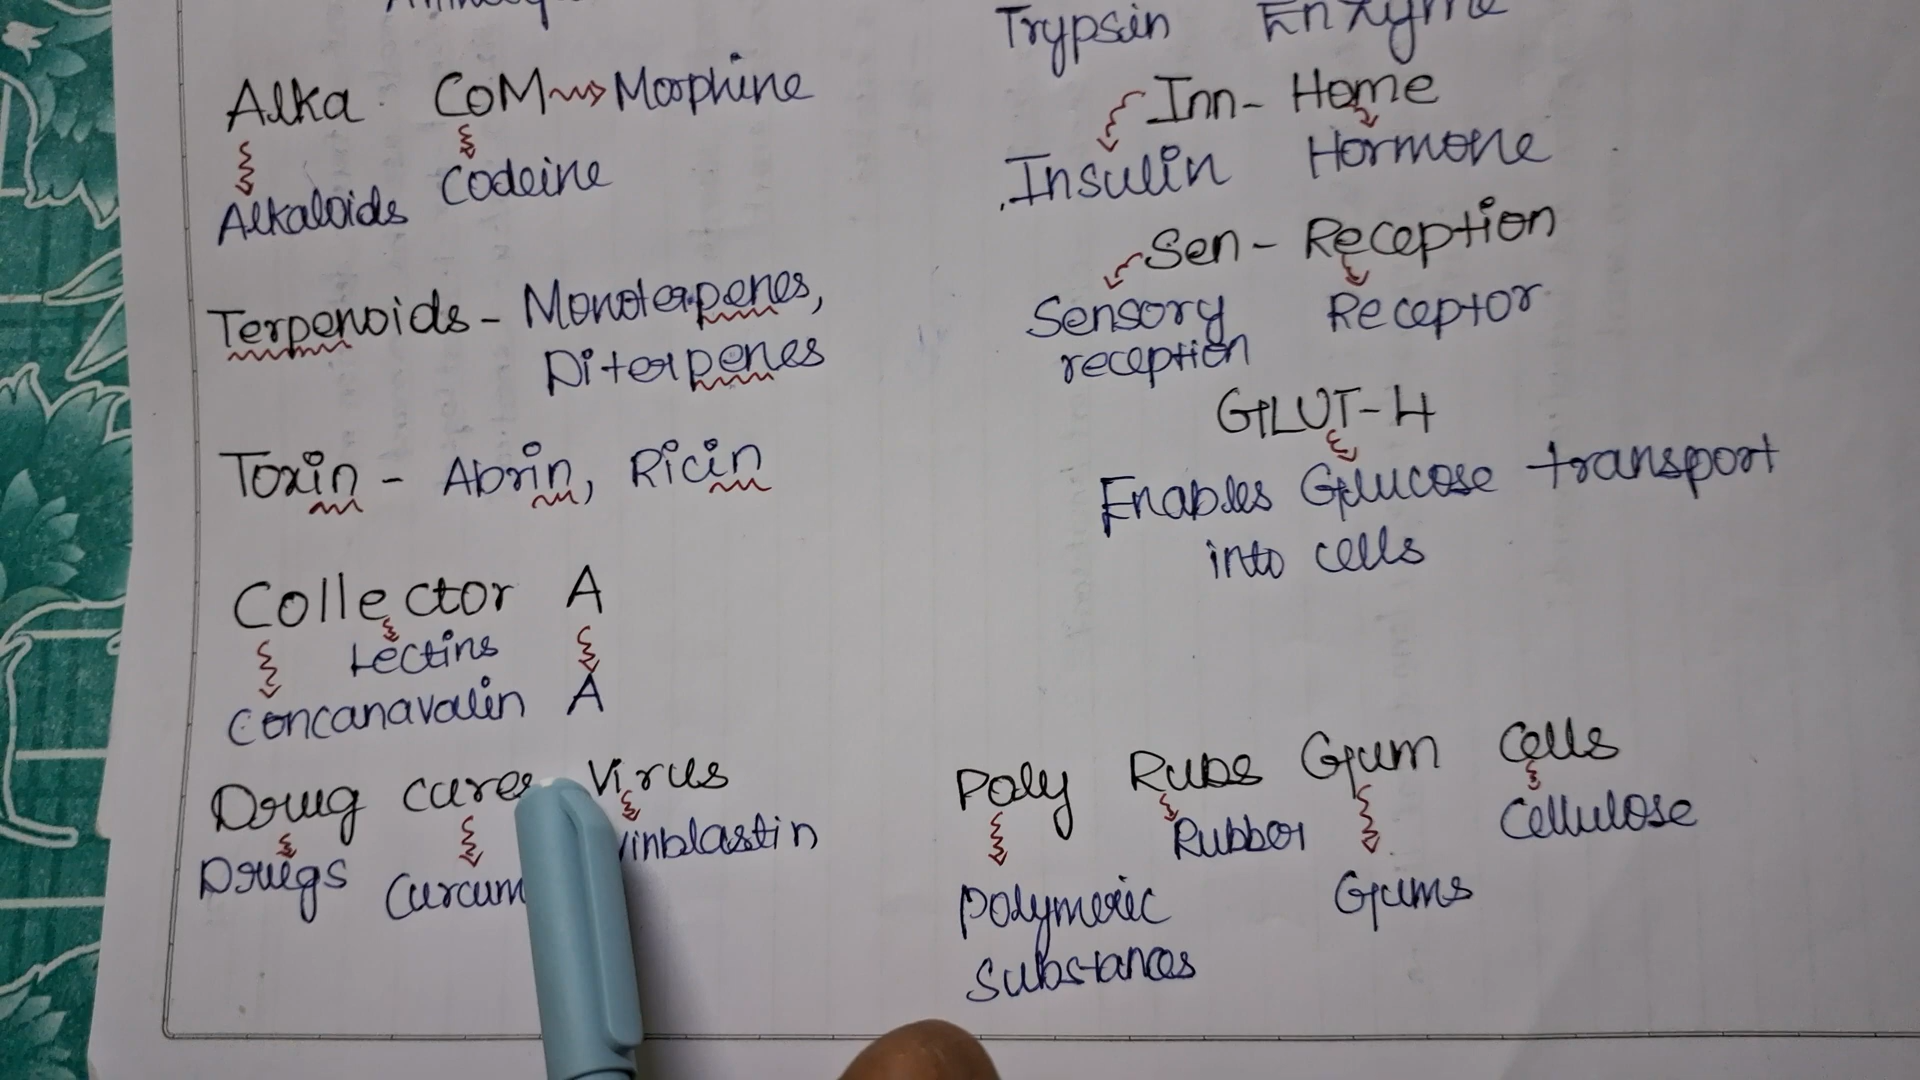 Alka CoM Morphine
Codeine
Alkaloids
Terpenoids - Monoterpenes,
Diterpenes
Toxin - Abrin, Ricin
Collector A
Lectins
Concanavalin A
Drug cures Virus
Vinblastin
Drugs Curcum
Trypsin Enzyme
Inn- Home
Insulin Hormone
Sen- Reception
Sensory Receptor
reception
GLUT-4
Enables Glucose transport
into cells
Poly Rubs Gum Cells
Rubber Cellulose
Polymeric Gums
Substances